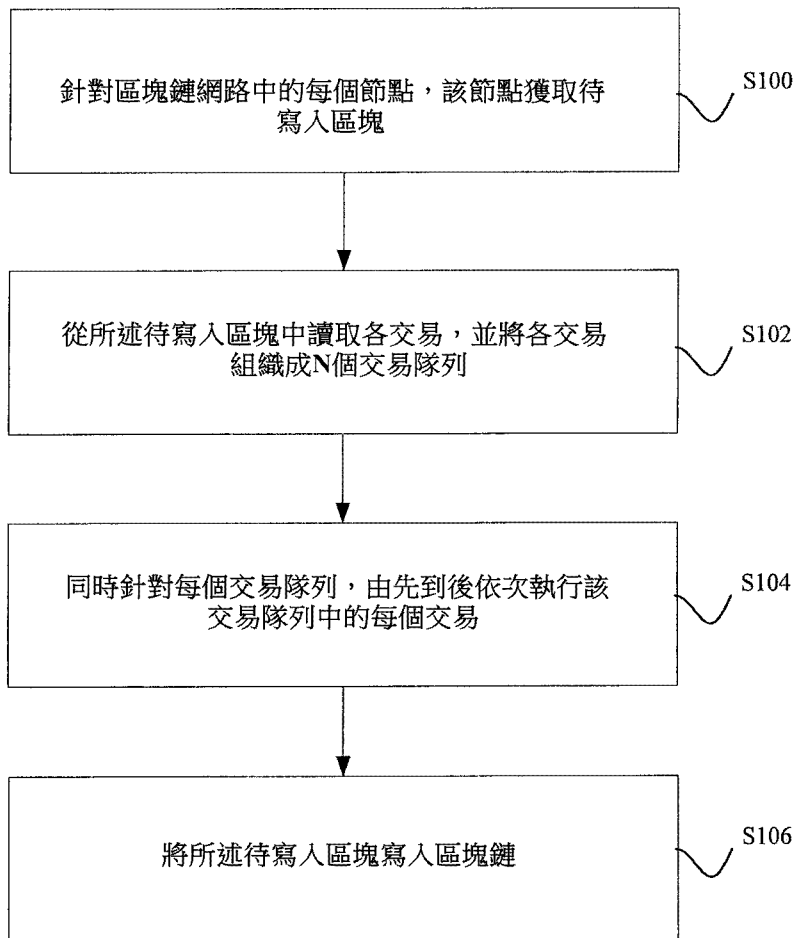 針對區塊鏈網路中的每個節點，該節點獲取待
寫入區塊
S100
從所述待寫入區塊中讀取各交易，並將各交易
組織成N個交易隊列
S102
同時針對每個交易隊列，由先到後依次執行該
交易隊列中的每個交易
S104
將所述待寫入區塊寫入區塊鏈
S106